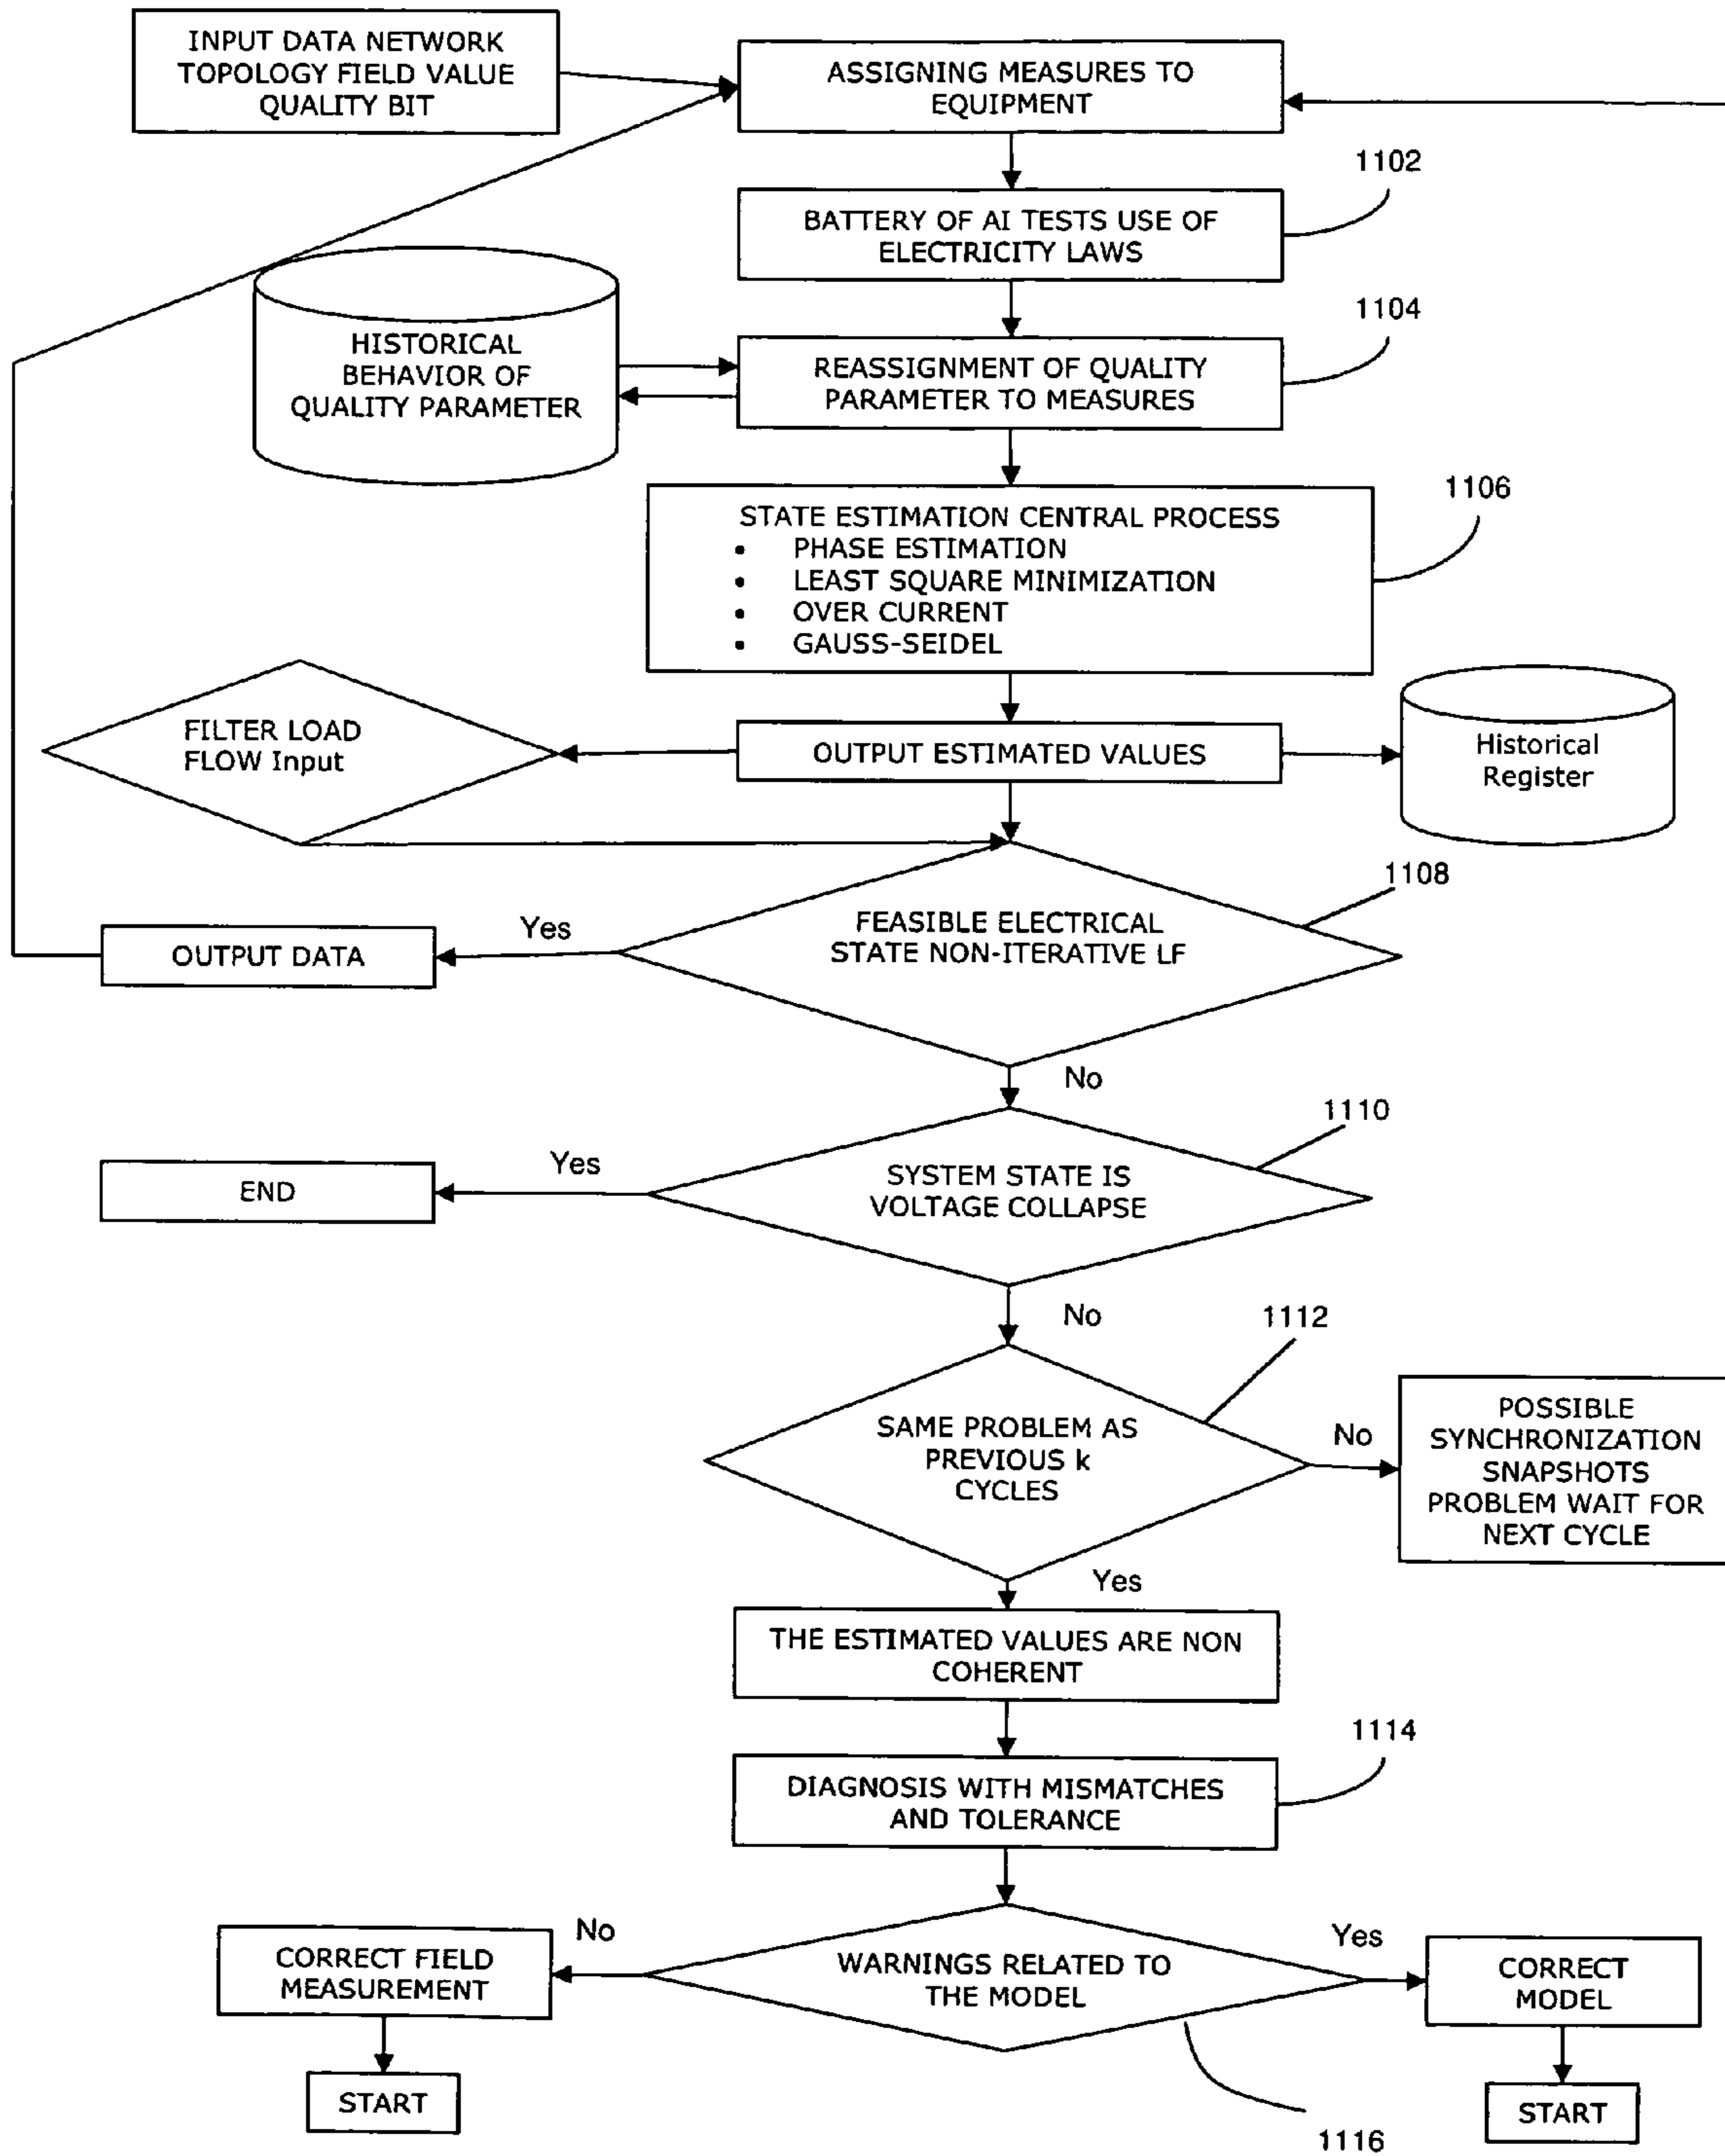 INPUT DATA NETWORK
TOPOLOGY FIELD VALUE
QUALITY BIT
ASSIGNING MEASURES TO
EQUIPMENT
1102
BATTERY OF AI TESTS USE OF
ELECTRICITY LAWS
1104
HISTORICAL
BEHAVIOR OF
QUALITY PARAMETER
REASSIGNMENT OF QUALITY
PARAMETER TO MEASURES
1106
STATE ESTIMATION CENTRAL PROCESS
• PHASE ESTIMATION
• LEAST SQUARE MINIMIZATION
• OVER CURRENT
• GAUSS-SEIDEL
FILTER LOAD
FLOW Input
OUTPUT ESTIMATED VALUES
Historical
Register
1108
FEASIBLE ELECTRICAL
STATE NON-ITERATIVE LF
Yes
OUTPUT DATA
No
1110
SYSTEM STATE IS
VOLTAGE COLLAPSE
Yes
END
No
1112
SAME PROBLEM AS
PREVIOUS k
CYCLES
No
POSSIBLE
SYNCHRONIZATION
SNAPSHOTS
PROBLEM WAIT FOR
NEXT CYCLE
Yes
THE ESTIMATED VALUES ARE NON
COHERENT
1114
DIAGNOSIS WITH MISMATCHES
AND TOLERANCE
No
CORRECT FIELD
MEASUREMENT
WARNINGS RELATED TO
THE MODEL
Yes
CORRECT
MODEL
START
START
1116